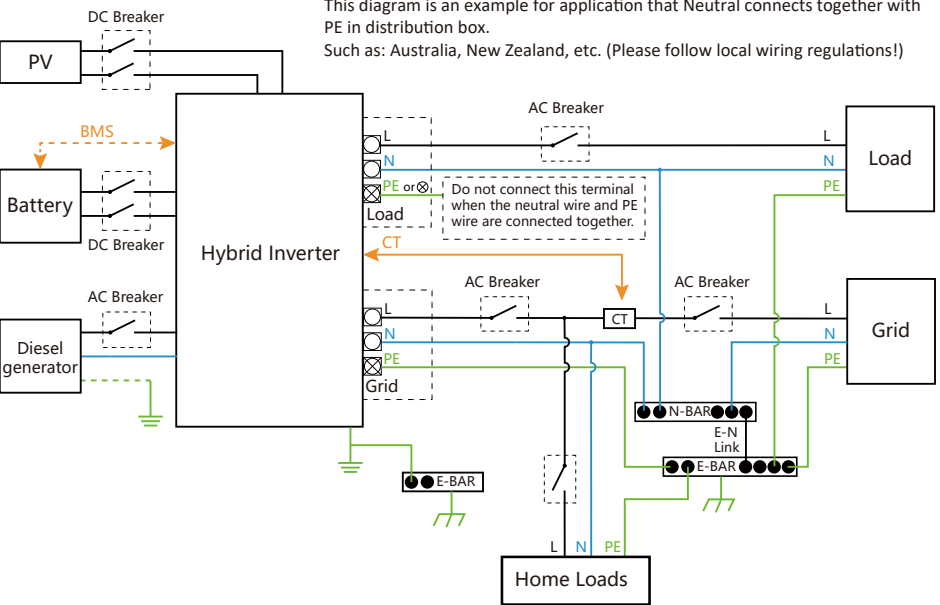 This diagram is an example for application that Neutral connects together with
PE in distribution box.
Such as: Australia, New Zealand, etc. (Please follow local wiring regulations!)
DC Breaker
PV
BMS
Battery
DC Breaker
AC Breaker
Diesel
generator
Hybrid Inverter
L
N
PE or
Load
Do not connect this terminal
when the neutral wire and PE
wire are connected together.
CT
AC Breaker
L
N
PE
Load
AC Breaker
CT
AC Breaker
L
N
PE
Grid
L
N
PE
Grid
N-BAR
E-N
Link
E-BAR
E-BAR
L
N
PE
Home Loads